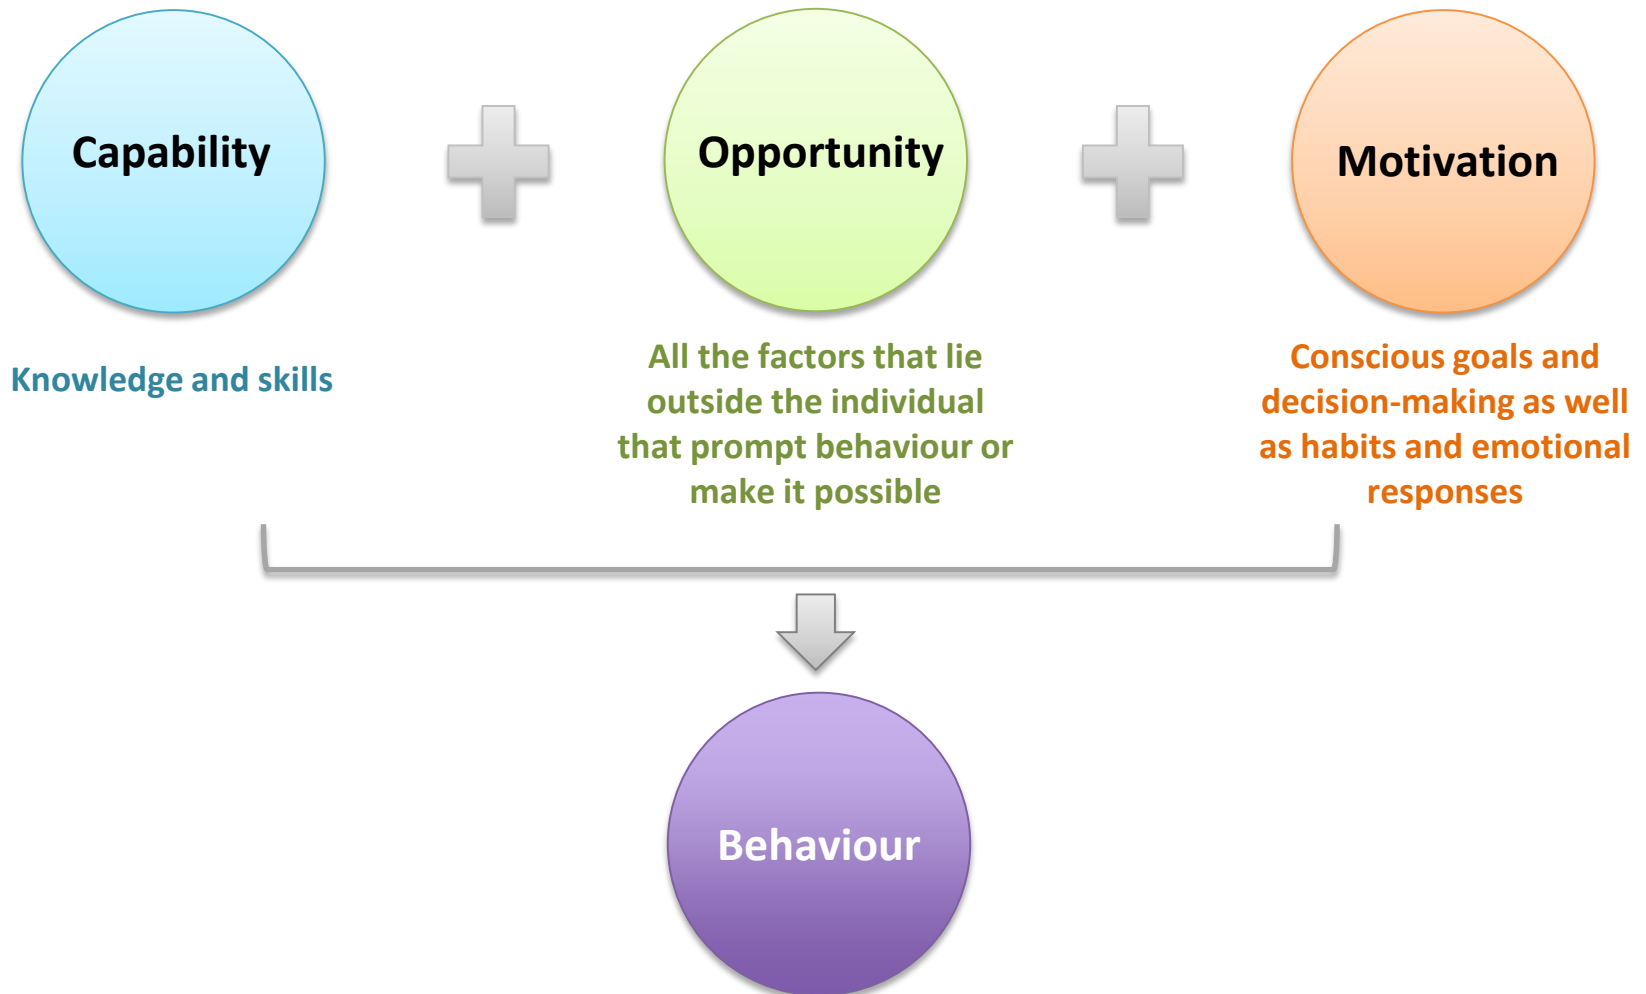 Capability
Opportunity
Motivation
Knowledge and skills
All the factors that lie
outside the individual
that prompt behaviour or
make it possible
Conscious goals and
decision-making as well
as habits and emotional
responses
Behaviour